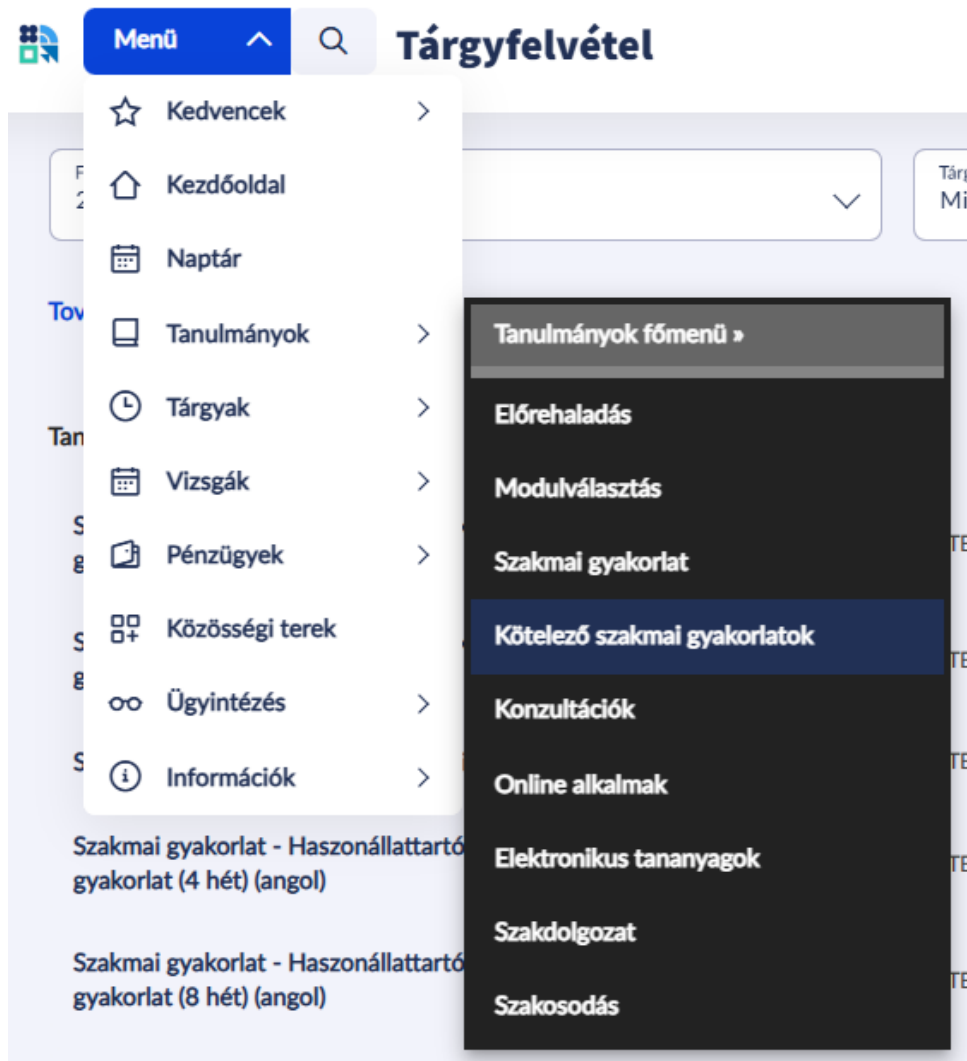 Menü
Tárgyfelvétel
Kedvencek
Kezdőoldal
Naptár
Tanulmányok
Tanulmányok főmenü »
Tárgyak
Előrehaladás
Vizsgák
Modulválasztás
Pénzügyek
Szakmai gyakorlat
Közösségi terek
Kötelező szakmai gyakorlatok
Ügyintézés
Konzultációk
Információk
Online alkalmak
Szakmai gyakorlat - Haszonállattartó
gyakorlat (4 hét) (angol)
Elektronikus tananyagok
Szakdolgozat
Szakmai gyakorlat - Haszonállattartó
gyakorlat (8 hét) (angol)
Szakosodás